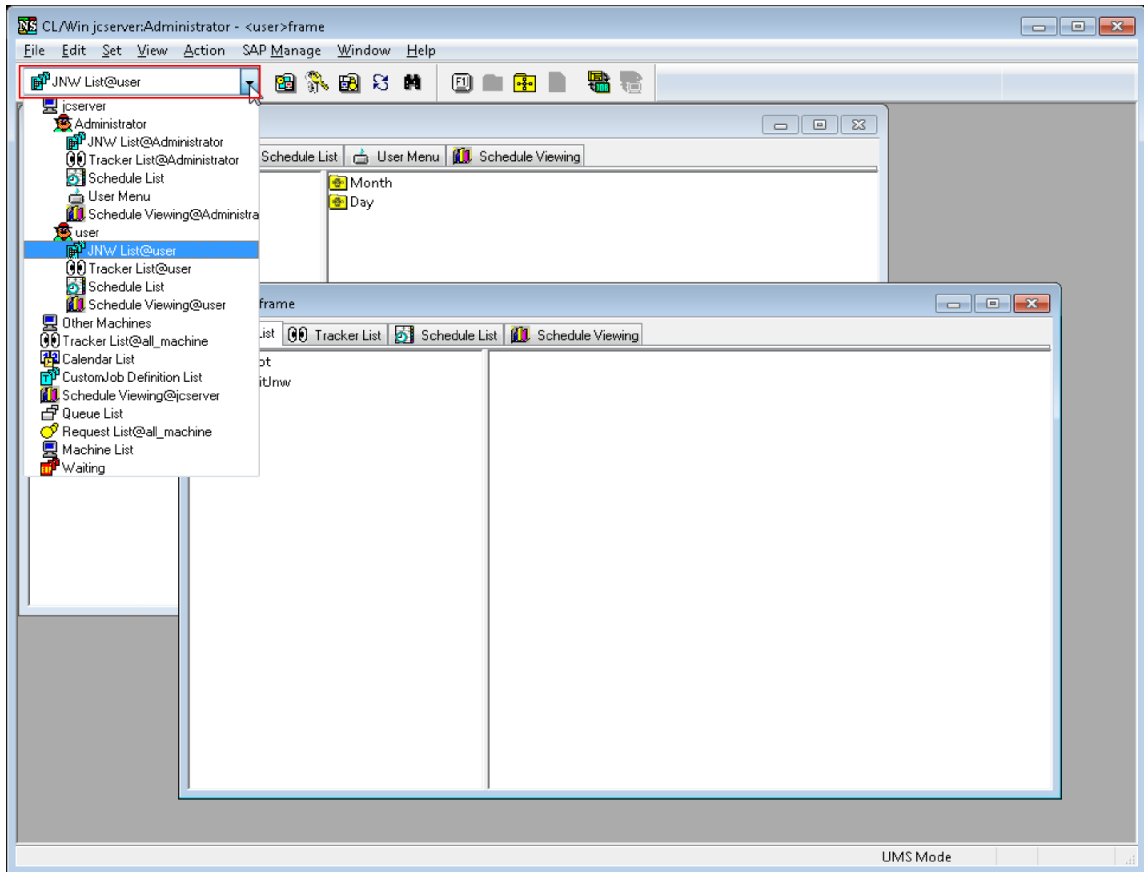 CL/Win jcserver:Administrator - <user>frame
File Edit Set View Action SAP Manage Window Help
JNW List@user
jcserver
Administrator
JNW List@Administrator
Tracker List@Administrator
Schedule List
User Menu
Schedule Viewing@Administra
user
JNW List@user
Tracker List@user
Schedule List
Schedule Viewing@user
Other Machines
Tracker List@all_machine
Calendar List
CustomJob Definition List
Schedule Viewing@jcserver
Queue List
Request List@all_machine
Machine List
Waiting
Schedule List User Menu Schedule Viewing
Month
Day
frame
List Tracker List Schedule List Schedule Viewing
ot
itJnw
UMS Mode